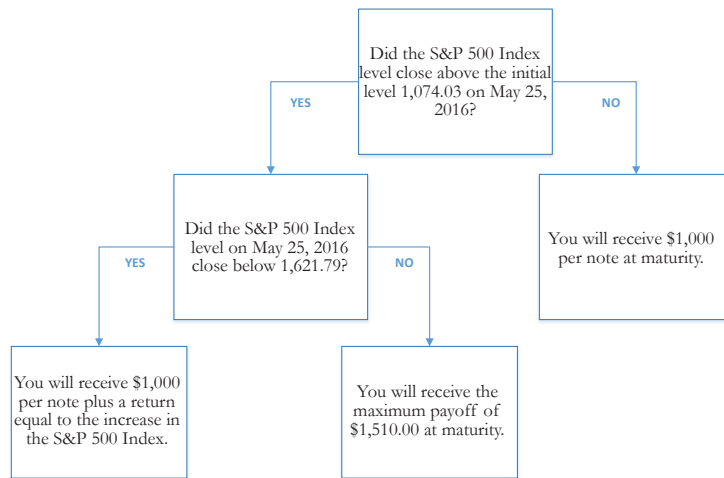 Did the S&P 500 Index
level close above the initial
level 1,074.03 on May 25,
2016?
YES
NO
Did the S&P 500 Index
level on May 25, 2016
close below 1,621.79?
You will receive $1,000
per note at maturity.
YES
NO
You will receive $1,000
per note plus a return
equal to the increase in
the S&P 500 Index.
You will receive the
maximum payoff of
$1,510.00 at maturity.